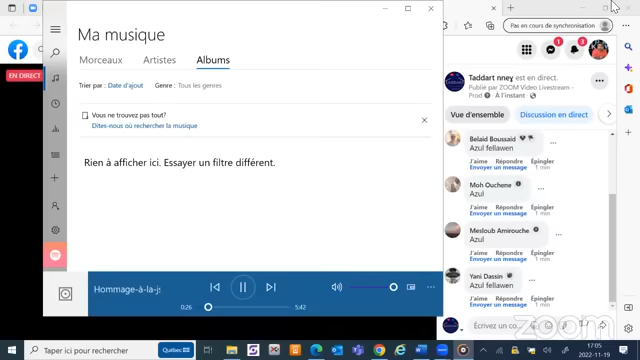 Ma musique
Morceaux Artistes Albums
Trier par : Date d'ajout Genre : Tous les genres
Vous ne trouvez pas tout?
Dites-nous où rechercher la musique
Rien à afficher ici. Essayer un filtre différent.
Hommage-à-la-js
0:26
5:42
EN DIRECT
Pas en cours de synchronisation
1
3
Taddart nneɣ est en direct.
Publié par ZOOM Video Livestream -
Prod
À l'instant
Vue d'ensemble Discussion en direct
Belaid Boussaid
Azul fellawen
J'aime Répondre Épingler
Envoyer un message 1 min
Moh Ouchene
Azul
J'aime Répondre Épingler
Envoyer un message 1 min
Mesloub Amirouche
Azul
J'aime Répondre Épingler
Envoyer un message 1 min
Yani Dassin
Azul fellawen
J'aime Répondre Épingler
Envoyer un message 1 min
Écrivez un co
zoom
Taper ici pour rechercher
Québec
17:05
2022-11-19